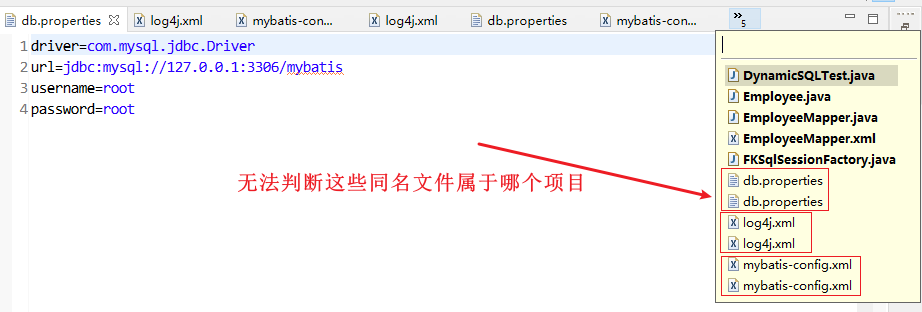 db.properties
log4j.xml
mybatis-con...
log4j.xml
db.properties
mybatis-con...
»5
1 driver=com.mysql.jdbc.Driver
2 url=jdbc:mysql://127.0.0.1:3306/mybatis
3 username=root
4 password=root
无法判断这些同名文件属于哪个项目
DynamicSQLTest.java
Employee.java
EmployeeMapper.java
EmployeeMapper.xml
FKSqlSessionFactory.java
db.properties
db.properties
log4j.xml
log4j.xml
mybatis-config.xml
mybatis-config.xml